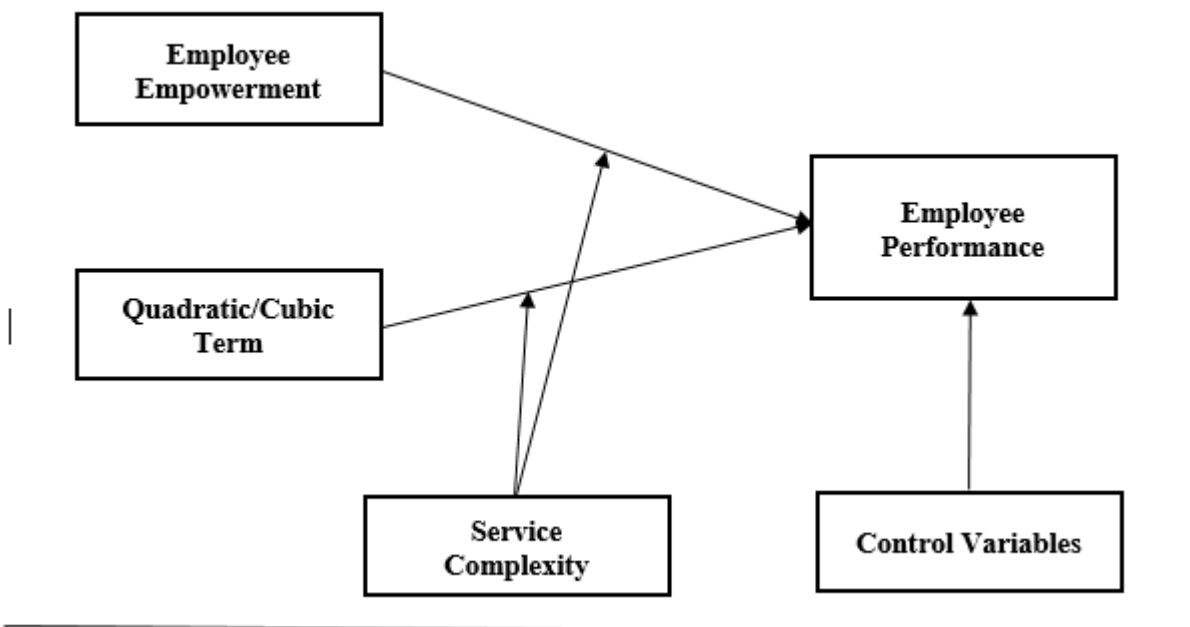 Employee
Empowerment
Employee
Performance
Quadratic/Cubic
Term
Service
Complexity
Control Variables